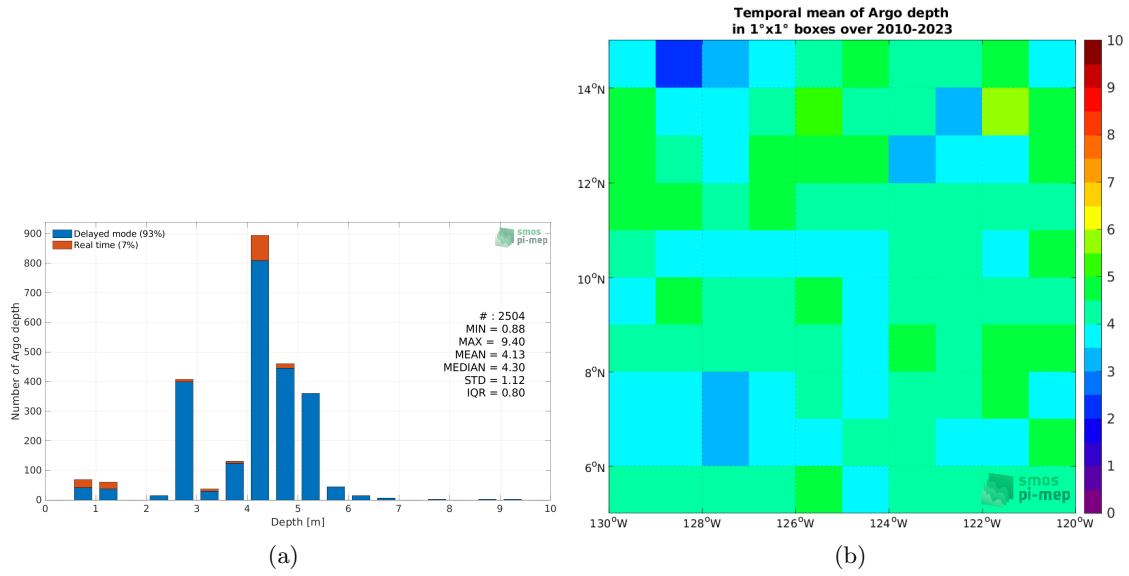 Temporal mean of Argo depth
in 1°x1° boxes over 2010-2023
Delayed mode (93%)
Real time (7%)
smos
pi-mep
# : 2504
MIN = 0.88
MAX = 9.40
MEAN = 4.13
MEDIAN = 4.30
STD = 1.12
IQR = 0.80
Number of Argo depth
900
800
700
600
500
400
300
200
100
0
0 1 2 3 4 5 6 7 8 9 10
Depth [m]
(a)
14°N
12°N
10°N
8°N
6°N
130°W 128°W 126°W 124°W 122°W 120°W
smos
pi-mep
10
9
8
7
6
5
4
3
2
1
0
(b)